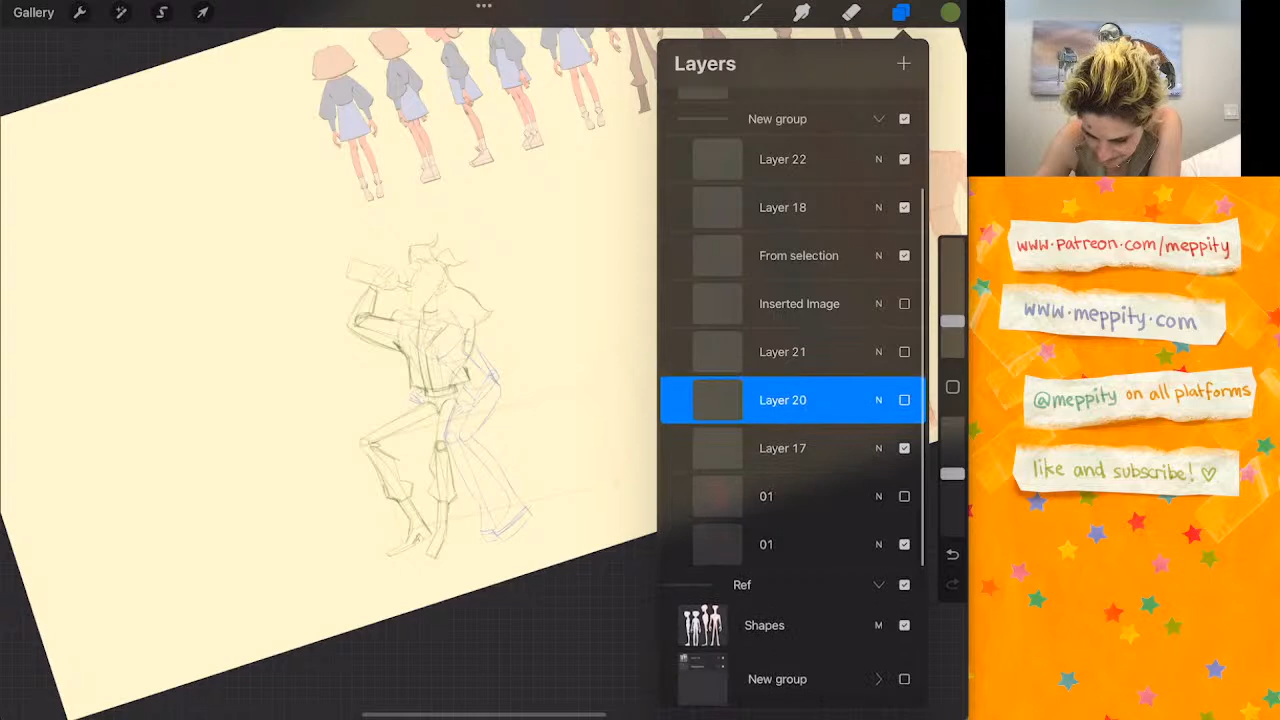 Gallery
Layers
New group
Layer 22 N
Layer 18 N
From selection N
Inserted Image N
Layer 21 N
Layer 20 N
Layer 17 N
01 N
01 N
Ref
Shapes M
New group
www.patreon.com/meppity
www.meppity.com
@meppity on all platforms
like and subscribe! ♡